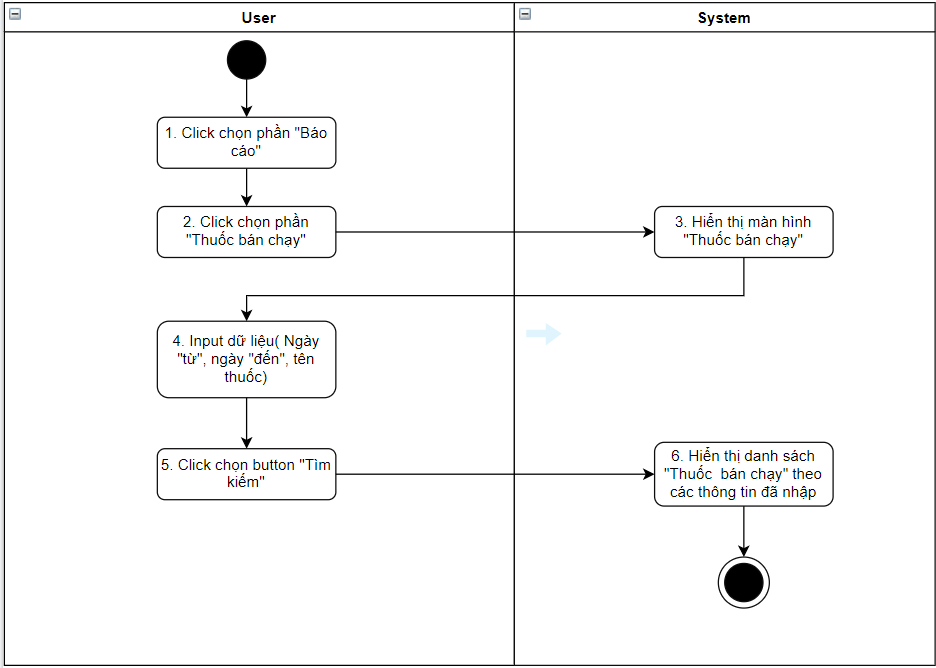 User
System
1. Click chọn phần "Báo
cáo"
2. Click chọn phần
"Thuốc bán chạy"
3. Hiển thị màn hình
"Thuốc bán chạy"
4. Input dữ liệu( Ngày
"từ", ngày "đến", tên
thuốc)
5. Click chọn button "Tìm
kiếm"
6. Hiển thị danh sách
"Thuốc  bán chạy" theo
các thông tin đã nhập